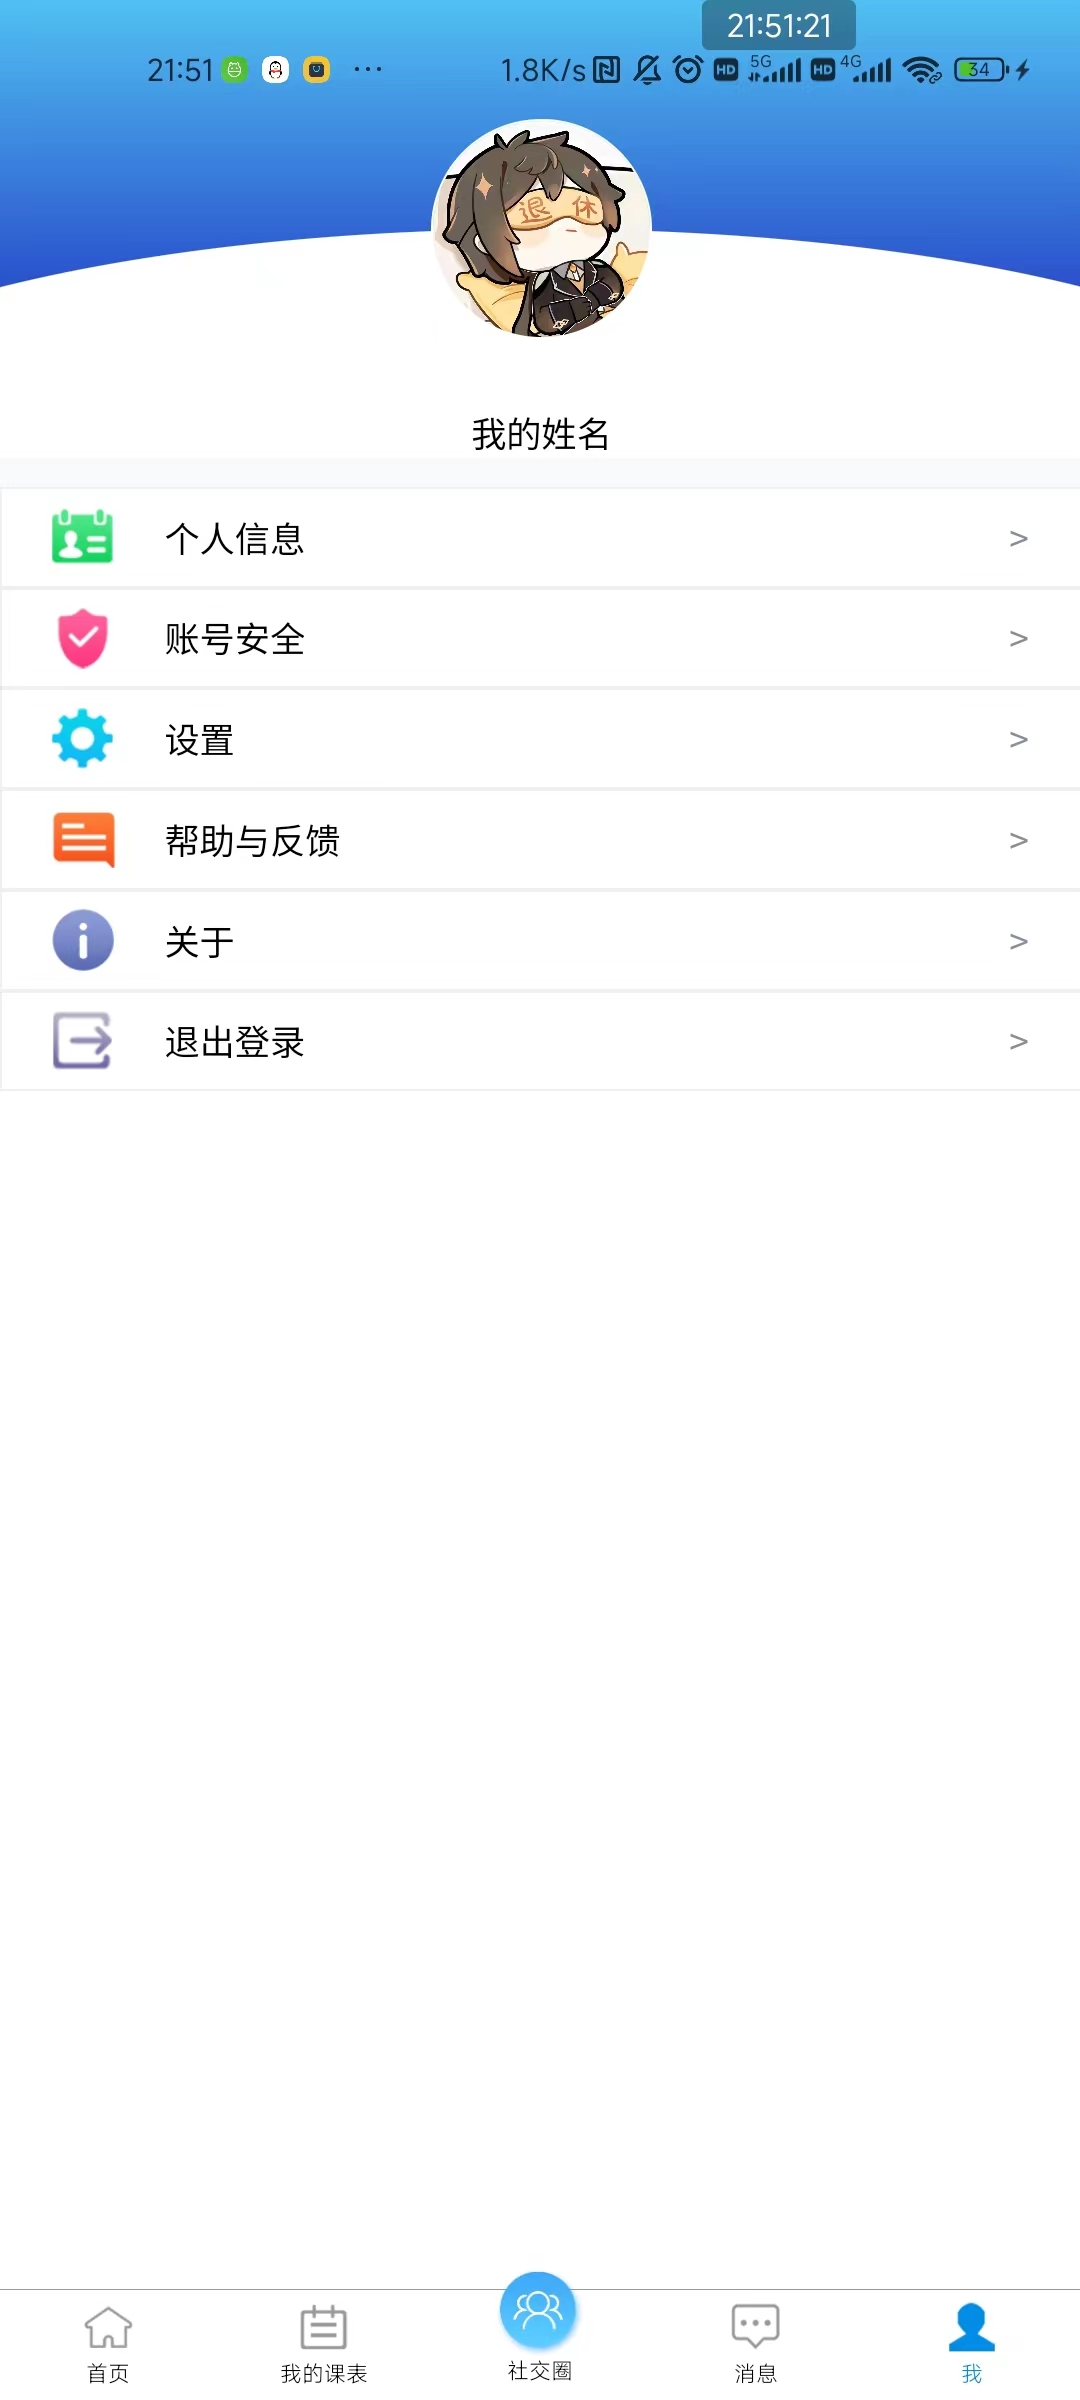 21:51:21
21:51 ... 1.8K/s HD 5G HD 4G 34
退休
我的姓名
个人信息 >
账号安全 >
设置 >
帮助与反馈 >
关于 >
退出登录 >
首页 我的课表 社交圈 消息 我